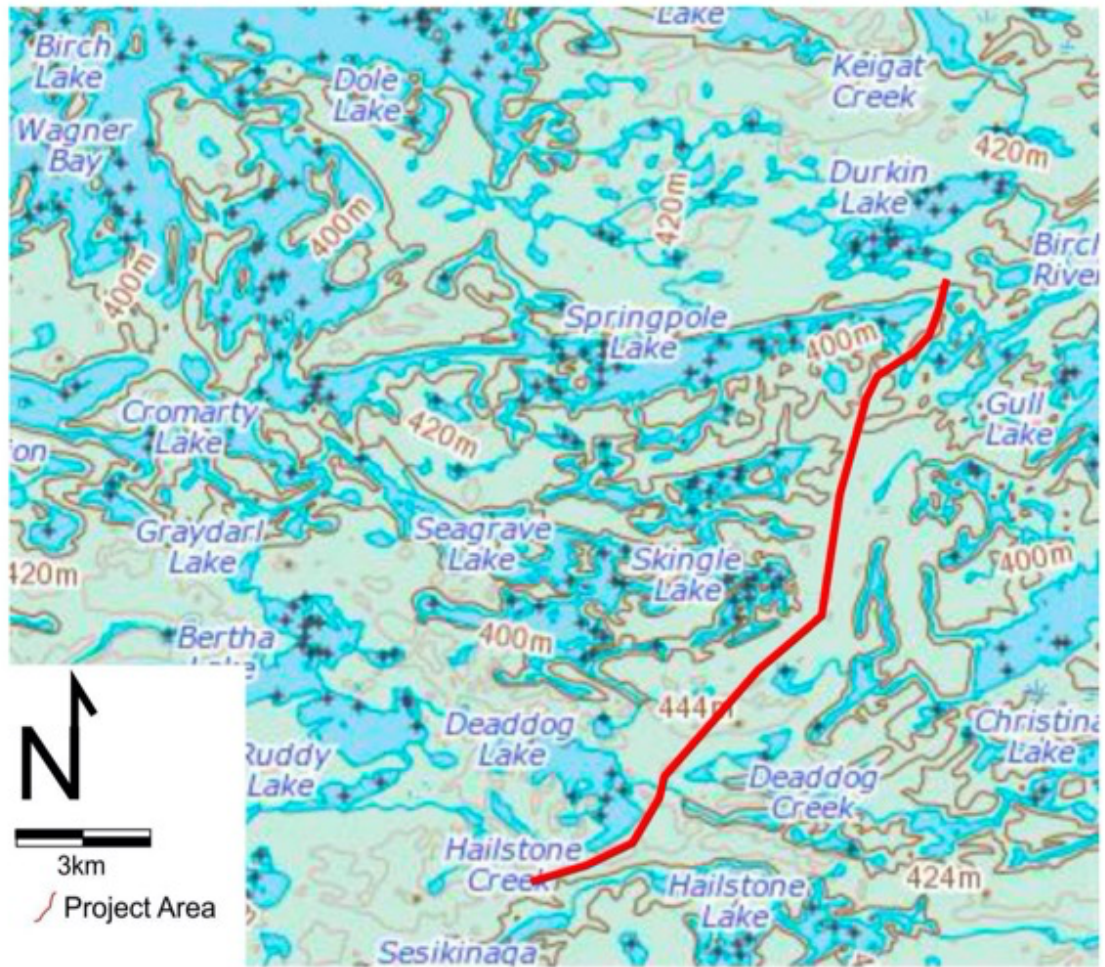 Lake
Birch
Lake
Dole
Lake
Keigat
Creek
Wagner
Bay
420m
Durkin
Lake
420m
400m
Birch
River
400m
Springpole
Lake
400m
Cromarty
Lake
420m
Gull
Lake
on
Graydarl
Lake
Seagrave
Lake
Skingle
Lake
400m
420m
Bertha
Lake
400m
444m
Deaddog
Lake
Christina
Lake
Ruddy
Lake
Deaddog
Creek
N
3km
Project Area
Hailstone
Creek
Hailstone
Lake
424m
Sesikinaga